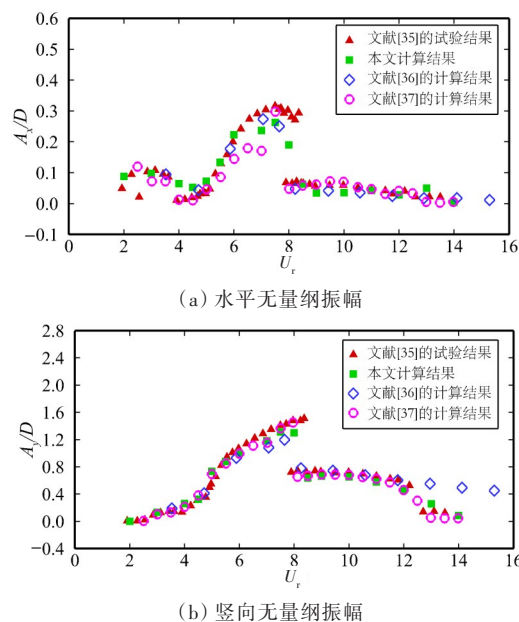 0.6
0.5
0.4
0.3
0.2
0.1
0.0
−0.1
A_x/D
文献[35]的试验结果
本文计算结果
文献[36]的计算结果
文献[37]的计算结果
0 2 4 6 8 10 12 14 16
U_r
(a) 水平无量纲振幅
2.8
2.4
2.0
1.6
1.2
0.8
0.4
0.0
−0.4
A_y/D
文献[35]的试验结果
本文计算结果
文献[36]的计算结果
文献[37]的计算结果
0 2 4 6 8 10 12 14 16
U_r
(b) 竖向无量纲振幅